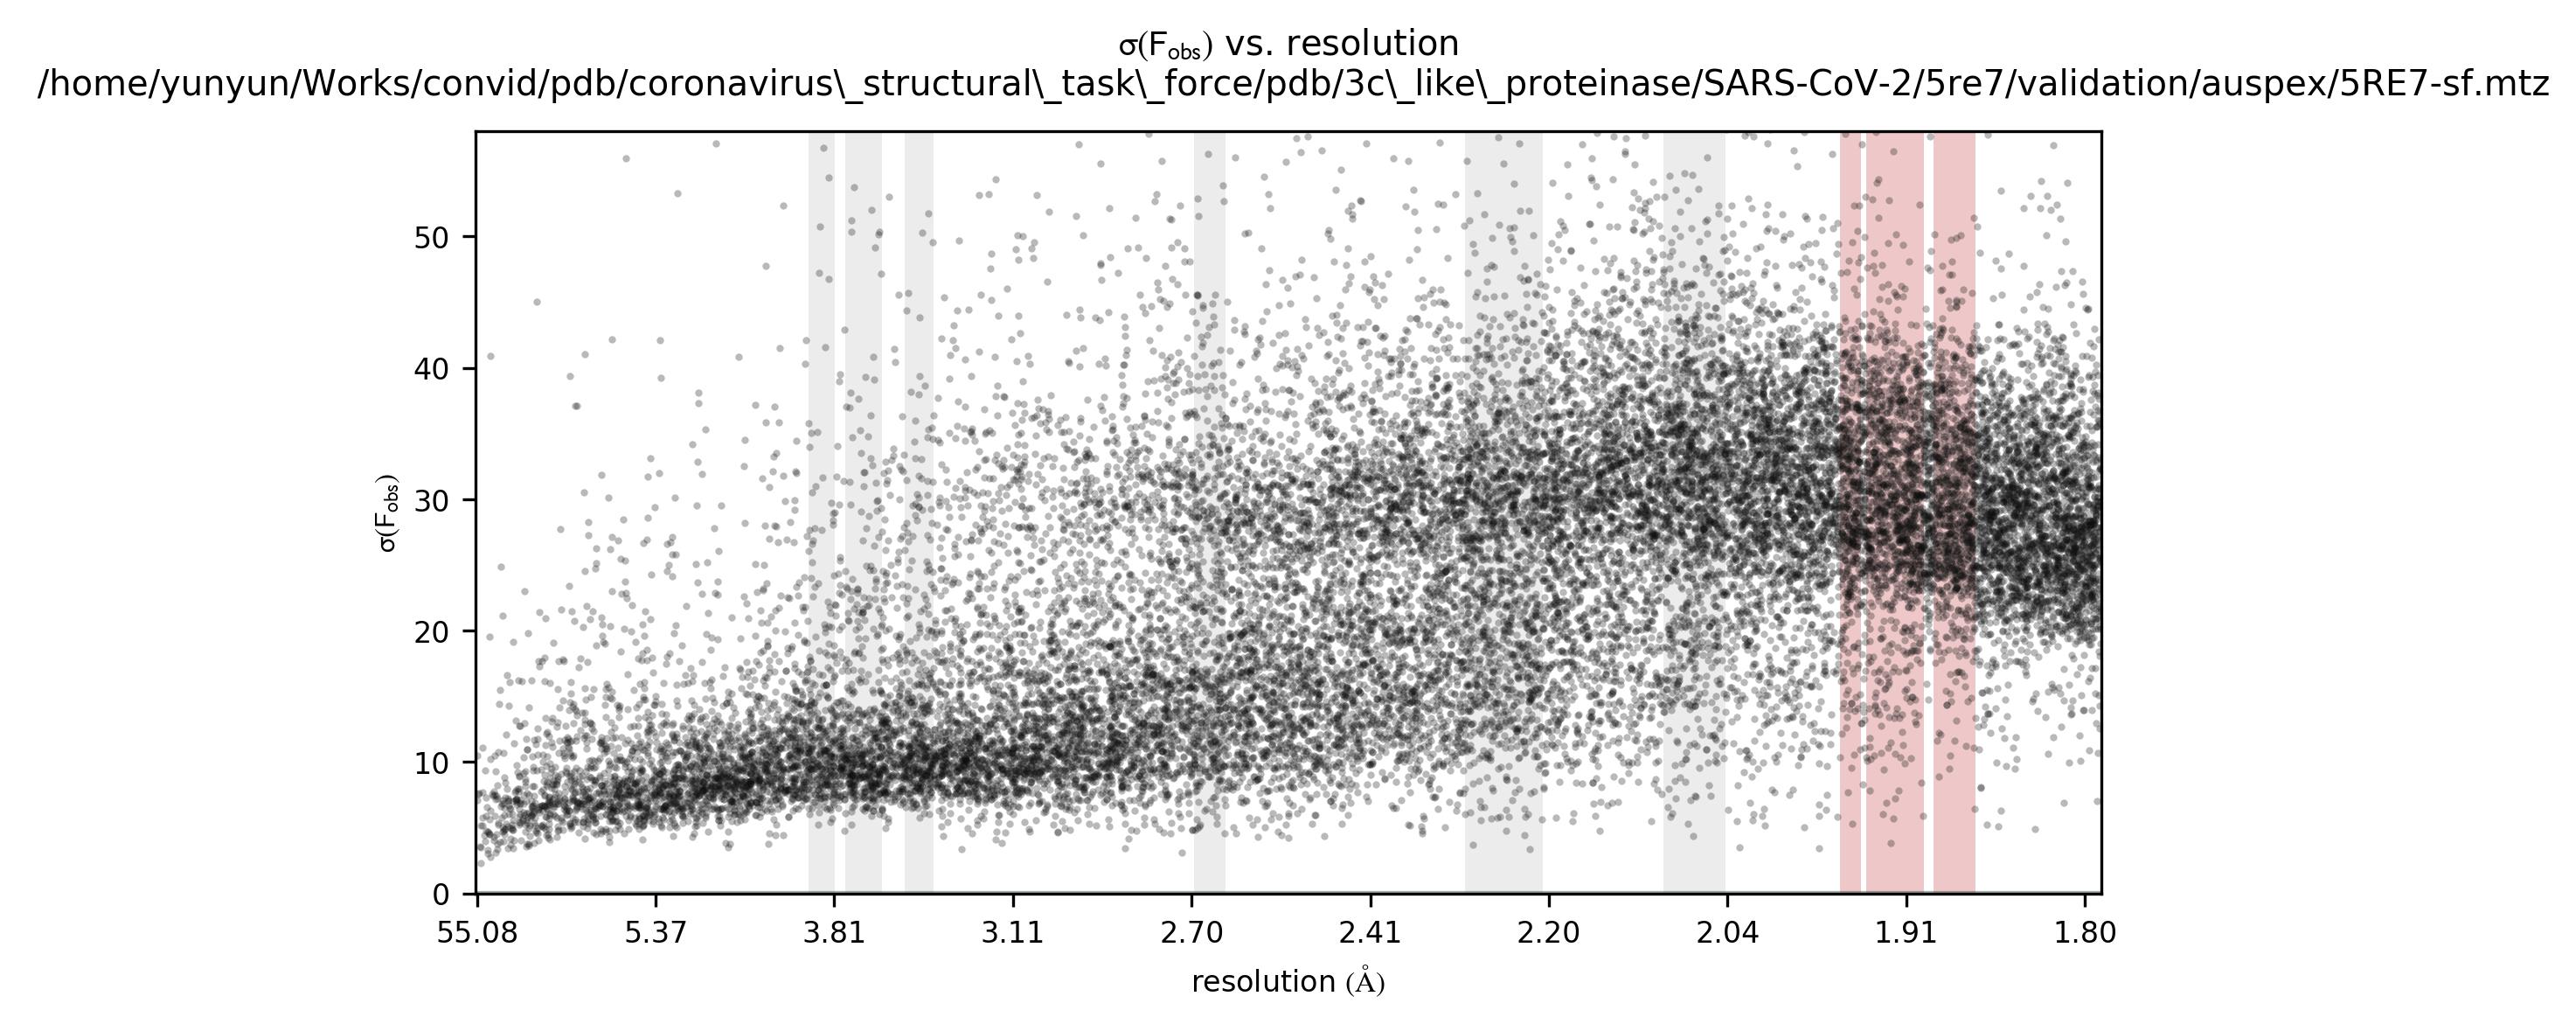 σ(Fobs) vs. resolution
/home/yunyun/Works/convid/pdb/coronavirus\_structural\_task\_force/pdb/3c\_like\_proteinase/SARS-CoV-2/5re7/validation/auspex/5RE7-sf.mtz
50
40
30
20
10
0
σ(Fobs)
55.08 5.37 3.81 3.11 2.70 2.41 2.20 2.04 1.91 1.80
resolution (Å)